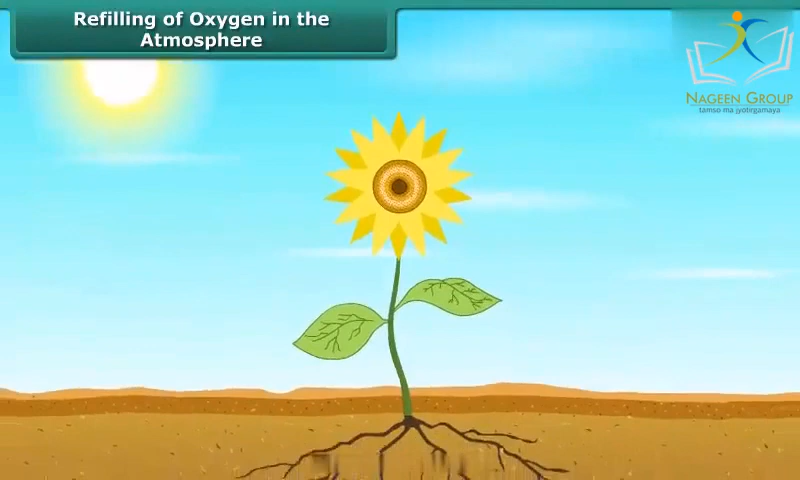 Refilling of Oxygen in the
Atmosphere
NAGEEN GROUP
tamso ma jyotirgamaya